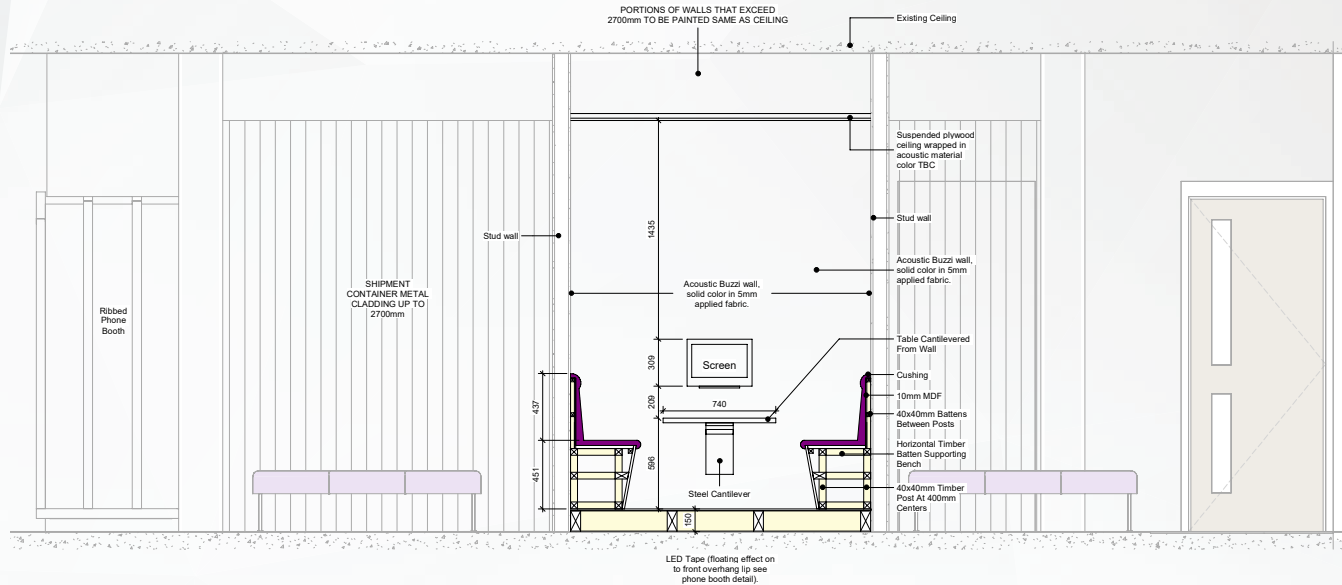 PORTIONS OF WALLS THAT EXCEED
2700mm TO BE PAINTED SAME AS CEILING
Existing Ceiling
Suspended plywood
ceiling wrapped in
acoustic material
color TBC
Stud wall
Stud wall
1435
Acoustic Buzzi wall,
solid color in 5mm
applied fabric.
Acoustic Buzzi wall,
solid color in 5mm
applied fabric.
SHIPMENT
CONTAINER METAL
CLADDING UP TO
2700mm
Ribbed
Phone
Booth
Table Cantilevered
From Wall
309
Screen
Cushing
10mm MDF
437
209
740
40x40mm Battens
Between Posts
Horizontal Timber
Batten Supporting
Bench
451
596
Steel Cantilever
40x40mm Timber
Post At 400mm
Centers
150
LED Tape (floating effect on
to front overhang lip see
phone booth detail).